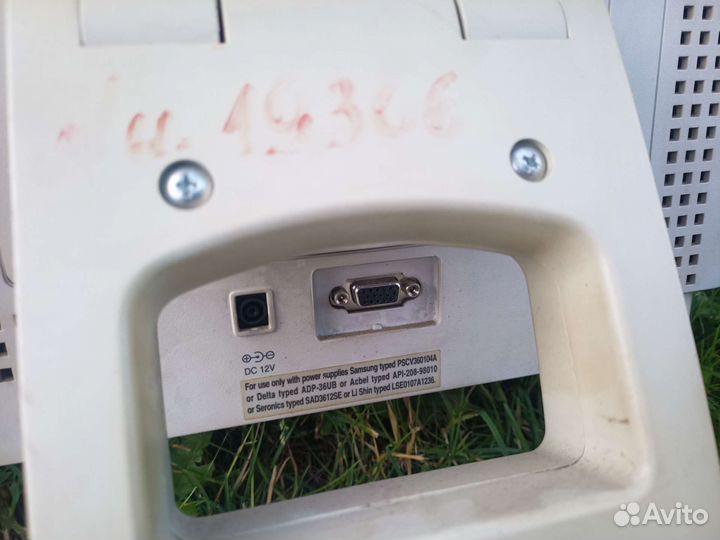 и. 19366
DC 12V
For use only with power supplies Samsung typed PSCV360104A
or Delta typed ADP-36UB or Acbel typed API-208-98010
or Seronics typed SAD3612SE or Li Shin typed LSE0107A1236.
Avito